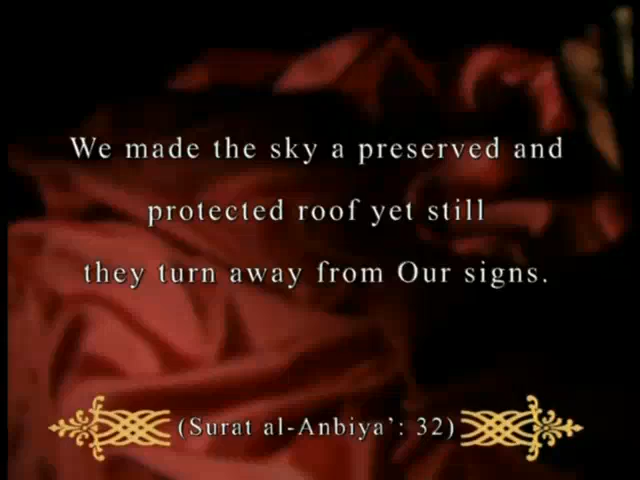 We made the sky a preserved and
protected roof yet still
they turn away from Our signs.
(Surat al-Anbiya': 32)